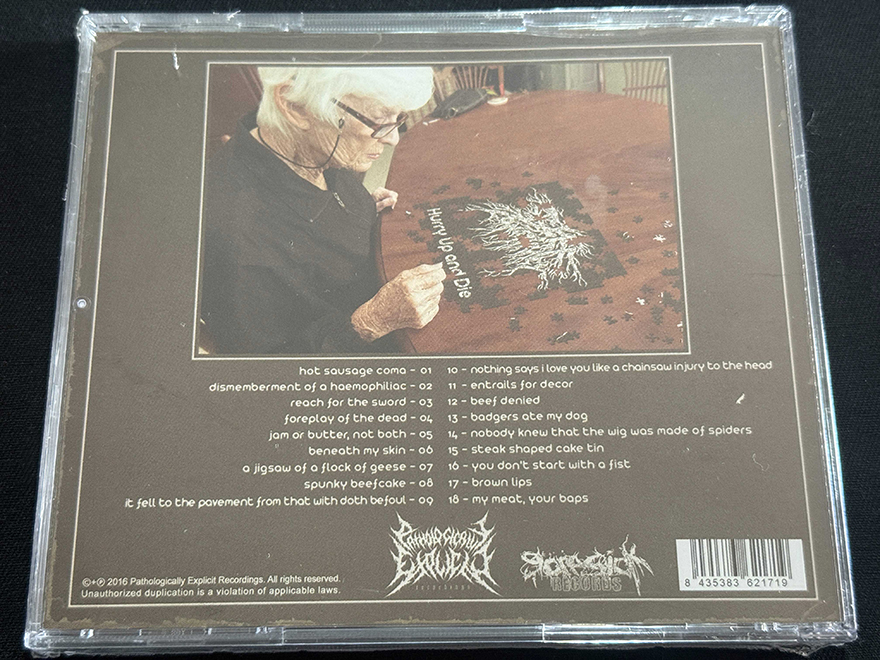 Hurry Up and Die
hot sausage coma - 01
dismemberment of a haemophiliac - 02
reach for the sword - 03
foreplay of the dead - 04
jam or butter, not both - 05
beneath my skin - 06
a jigsaw of a flock of geese - 07
spunky beefcake - 08
it fell to the pavement from that with doth befoul - 09
10 - nothing says i love you like a chainsaw injury to the head
11 - entrails for decor
12 - beef denied
13 - badgers ate my dog
14 - nobody knew that the wig was made of spiders
15 - steak shaped cake tin
16 - you don't start with a fist
17 - brown lips
18 - my meat, your baps
©+℗ 2016 Pathologically Explicit Recordings. All rights reserved.
Unauthorized duplication is a violation of applicable laws.
PATHOLOGICALLY
EXPLICIT
recordings
RECORDS
8 435383 621719